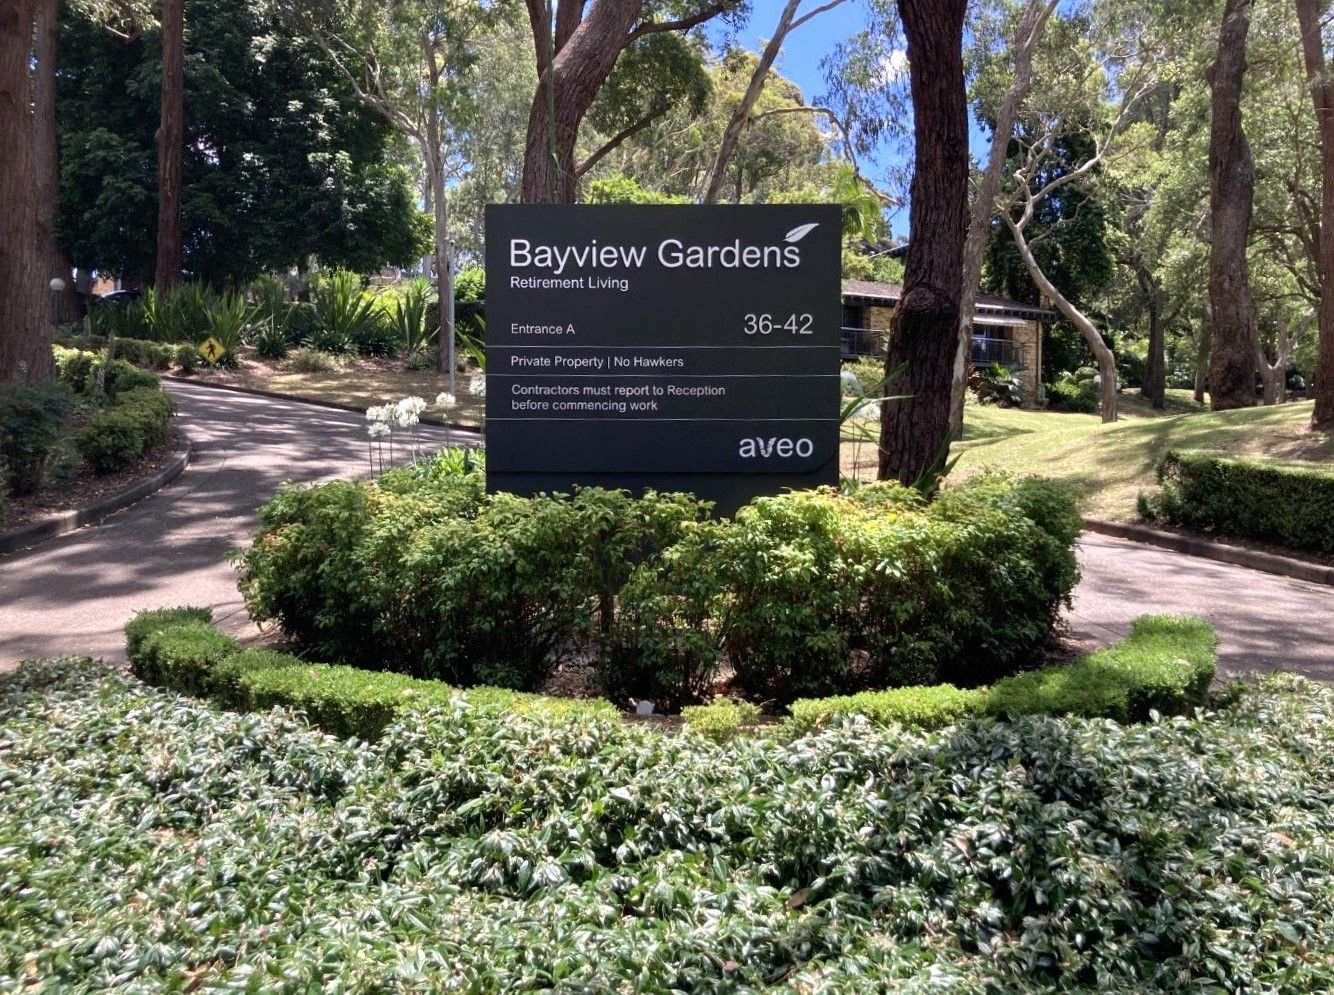 Bayview Gardens
Retirement Living
Entrance A
36-42
Private Property | No Hawkers
Contractors must report to Reception
before commencing work
aveo